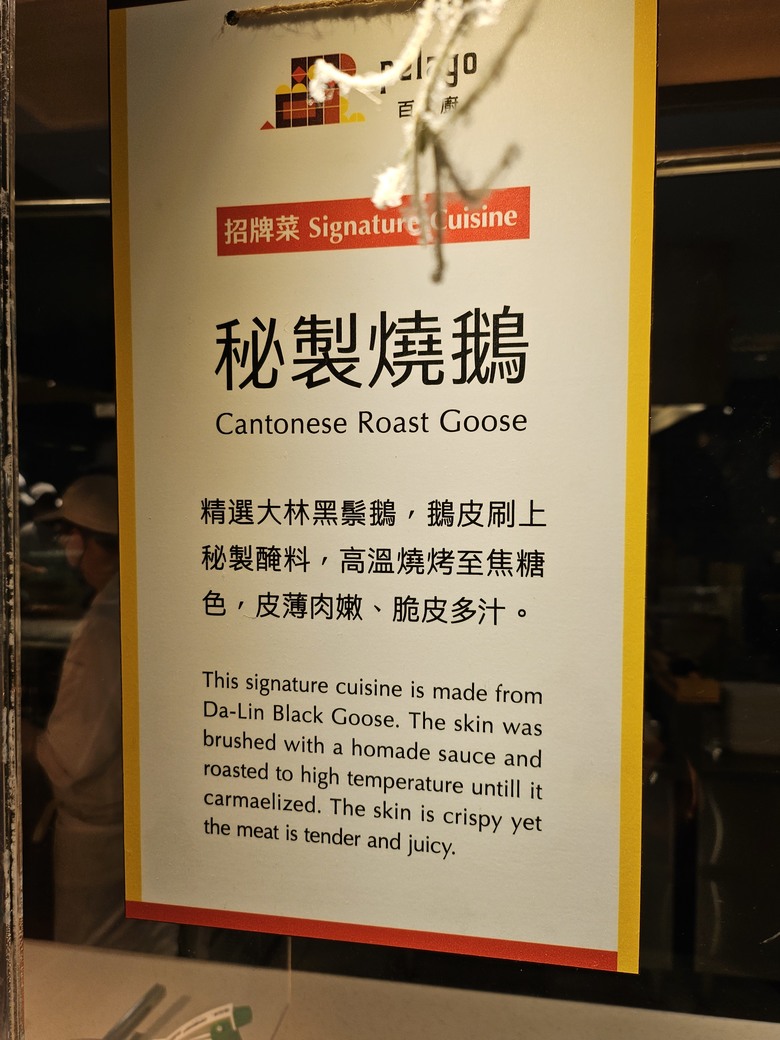 pelago
百 廚
招牌菜 Signature Cuisine
秘製燒鵝
Cantonese Roast Goose
精選大林黑鬃鵝，鵝皮刷上
秘製醃料，高溫燒烤至焦糖
色，皮薄肉嫩、脆皮多汁。
This signature cuisine is made from
Da-Lin Black Goose. The skin was
brushed with a homade sauce and
roasted to high temperature untill it
carmaelized. The skin is crispy yet
the meat is tender and juicy.